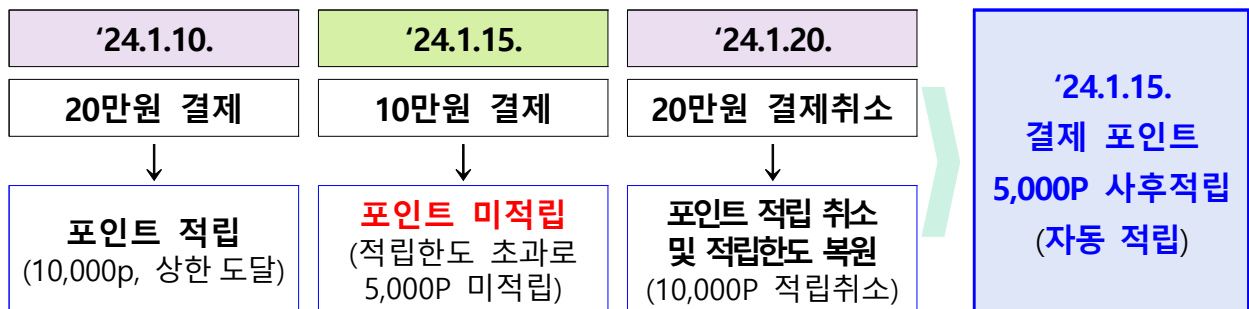 ‘24.1.10.
20만원 결제
↓
포인트 적립
(10,000p, 상한 도달)
‘24.1.15.
10만원 결제
↓
포인트 미적립
(적립한도 초과로
5,000P 미적립)
‘24.1.20.
20만원 결제취소
↓
포인트 적립 취소
및 적립한도 복원
(10,000P 적립취소)
‘24.1.15.
결제 포인트
5,000P 사후적립
(자동 적립)